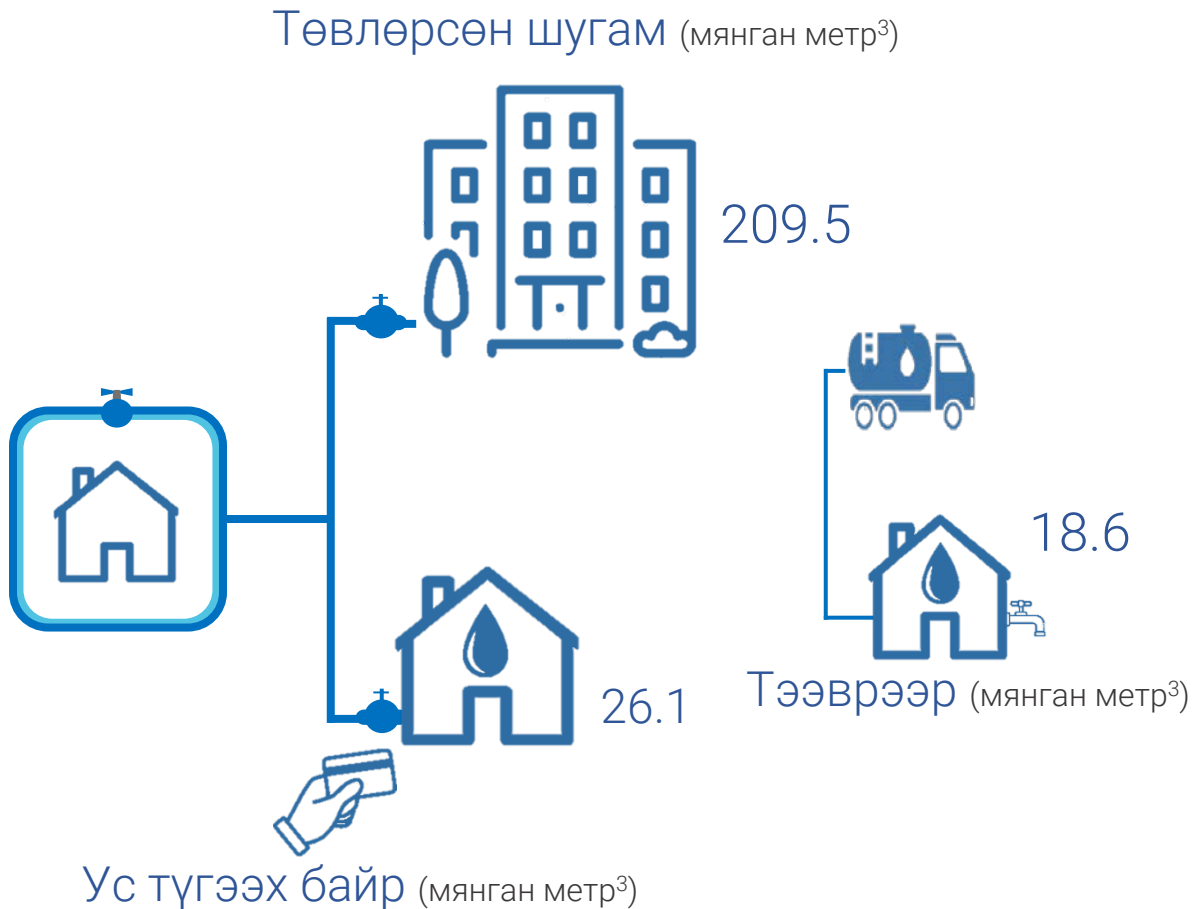 Төвлөрсөн шугам (мянган метр³)
209.5
18.6
Тээврээр (мянган метр³)
26.1
Ус түгээх байр (мянган метр³)